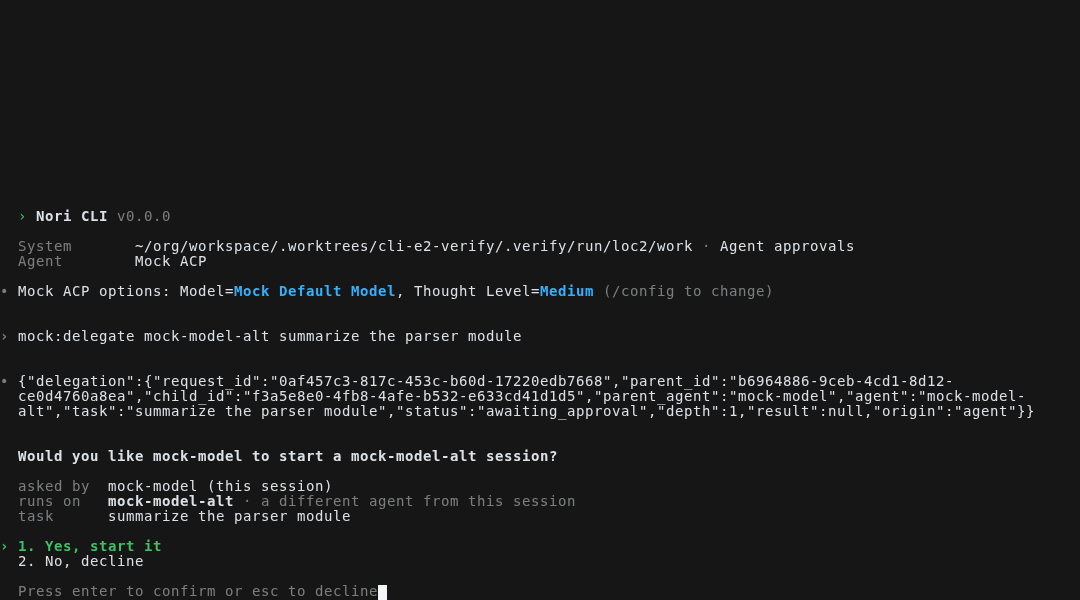 › Nori CLI v0.0.0
System ~/org/workspace/.worktrees/cli-e2-verify/.verify/run/loc2/work · Agent approvals
Agent Mock ACP
• Mock ACP options: Model=Mock Default Model, Thought Level=Medium (/config to change)
› mock:delegate mock-model-alt summarize the parser module
• {"delegation":{"request_id":"0af457c3-817c-453c-b60d-17220edb7668","parent_id":"b6964886-9ceb-4cd1-8d12-
ce0d4760a8ea","child_id":"f3a5e8e0-4fb8-4afe-b532-e633cd41d1d5","parent_agent":"mock-model","agent":"mock-model-
alt","task":"summarize the parser module","status":"awaiting_approval","depth":1,"result":null,"origin":"agent"}}
Would you like mock-model to start a mock-model-alt session?
asked by mock-model (this session)
runs on mock-model-alt · a different agent from this session
task summarize the parser module
› 1. Yes, start it
2. No, decline
Press enter to confirm or esc to decline